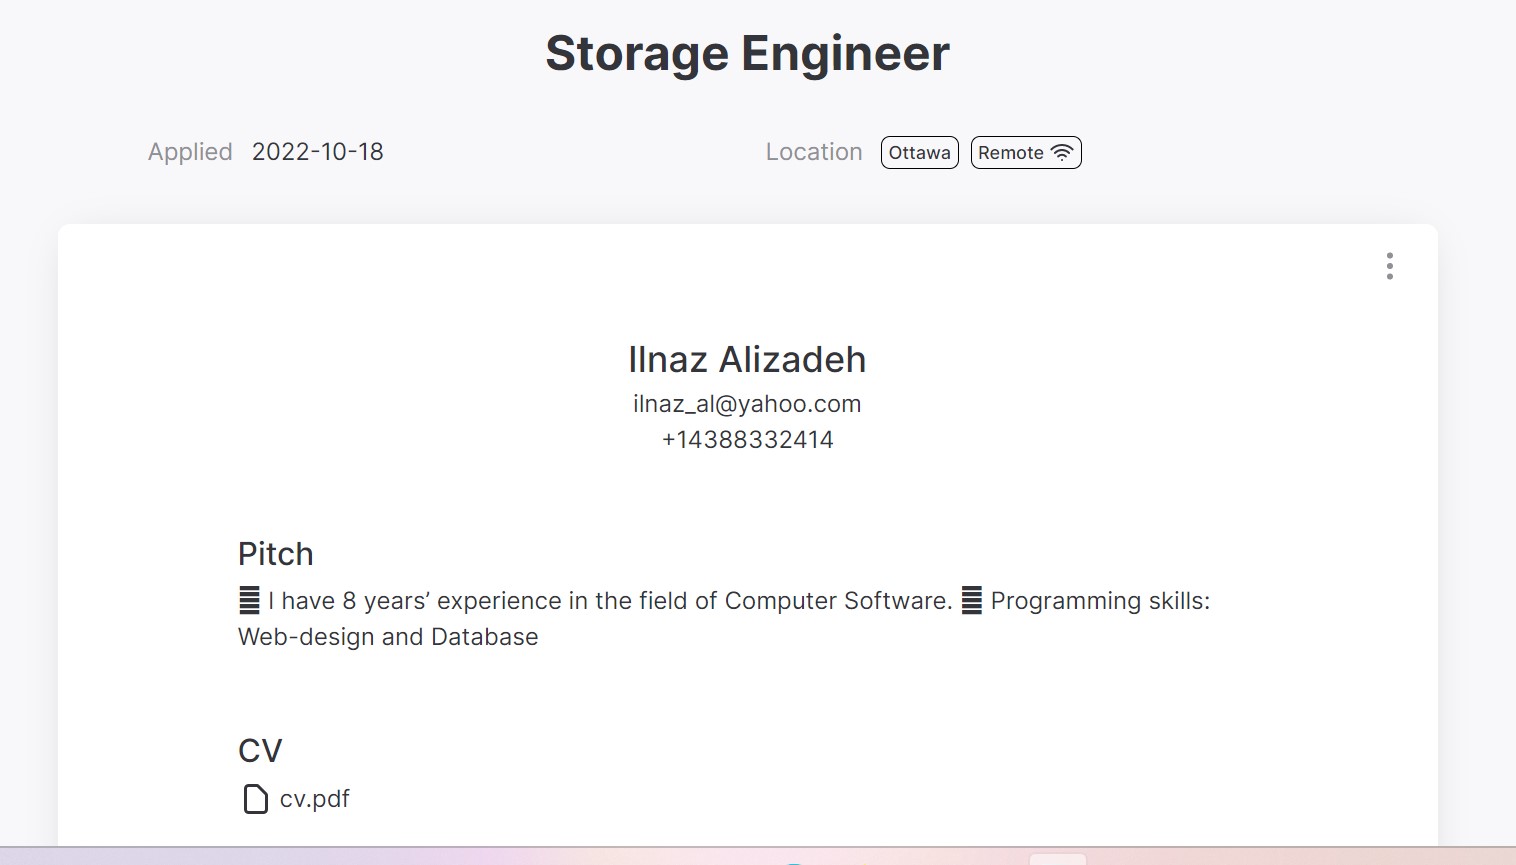 Storage Engineer
Applied 2022-10-18 Location Ottawa Remote
Ilnaz Alizadeh
ilnaz_al@yahoo.com
+14388332414
Pitch
𝌆 I have 8 years’ experience in the field of Computer Software. 𝌆 Programming skills:
Web-design and Database
CV
cv.pdf